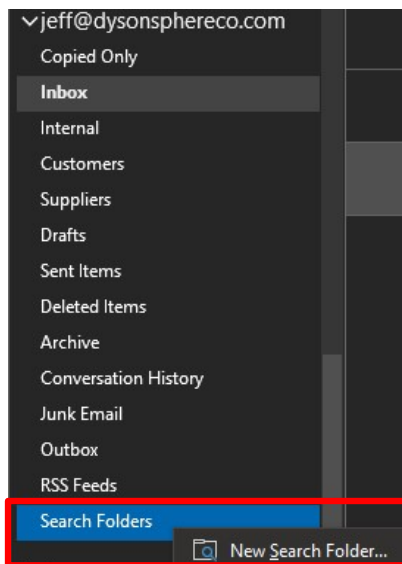 jeff@dysonsphereco.com
Copied Only
Inbox
Internal
Customers
Suppliers
Drafts
Sent Items
Deleted Items
Archive
Conversation History
Junk Email
Outbox
RSS Feeds
Search Folders
New Search Folder...